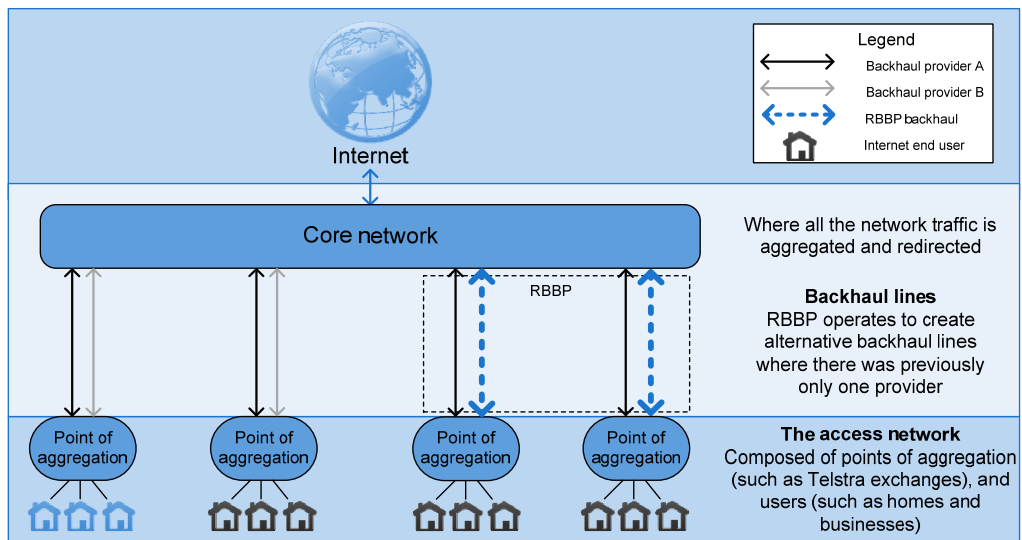 Legend
Backhaul provider A
Backhaul provider B
RBBP backhaul
Internet end user
Internet
Core network
Where all the network traffic is
aggregated and redirected
RBBP
Backhaul lines
RBBP operates to create
alternative backhaul lines
where there was previously
only one provider
Point of
aggregation
Point of
aggregation
Point of
aggregation
Point of
aggregation
The access network
Composed of points of aggregation
(such as Telstra exchanges), and
users (such as homes and
businesses)